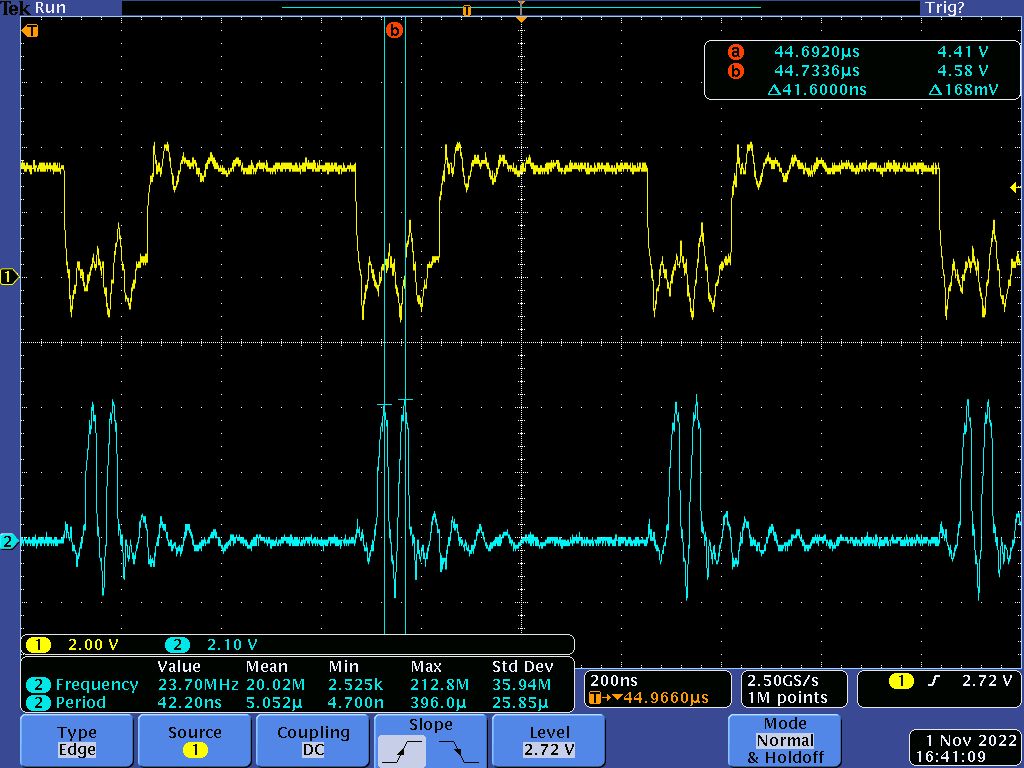 Tek Run Trig?
T
b
a 44.6920µs 4.41 V
b 44.7336µs 4.58 V
Δ41.6000ns Δ168mV
1
2
1 2.00 V 2 2.10 V
Value Mean Min Max Std Dev
2 Frequency 23.70MHz 20.02M 2.525k 212.8M 35.94M
2 Period 42.20ns 5.052µ 4.700n 396.0µ 25.85µ
200ns
T→▼44.9660µs
2.50GS/s
1M points
1 2.72 V
Type
Edge
Source
1
Coupling
DC
Slope
Level
2.72 V
Mode
Normal
& Holdoff
1 Nov 2022
16:41:09